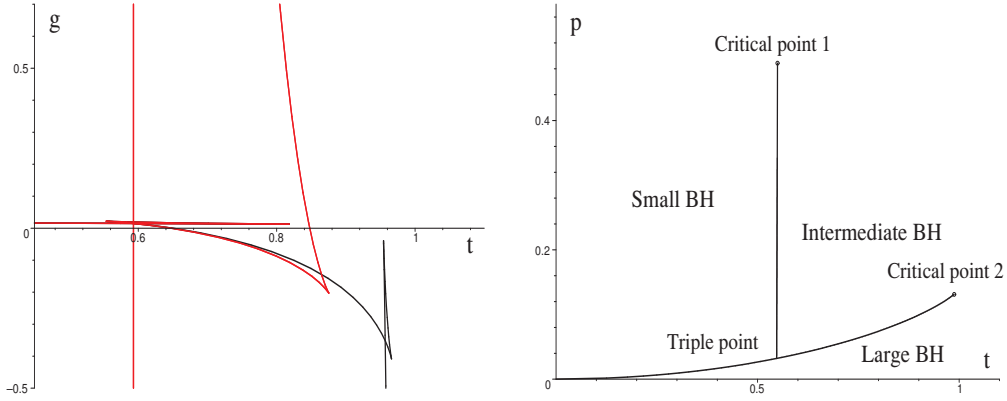 g
0.5
0
0.6
0.8
1
t
−0.5
p
Critical point 1
0.4
Small BH
Intermediate BH
0.2
Critical point 2
Triple point
Large BH
t
0
0.5
1